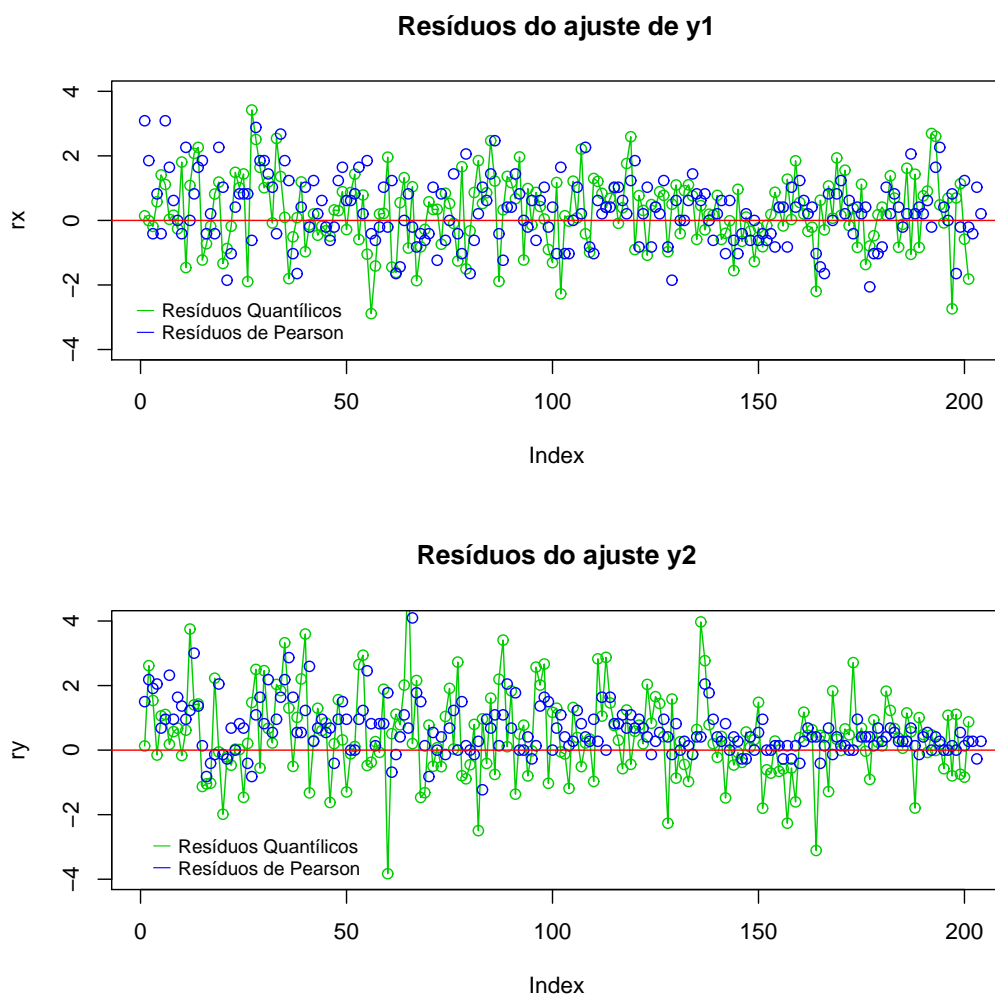 Resíduos do ajuste de y1
rx
4
2
0
−2
−4
Resíduos Quantílicos
Resíduos de Pearson
0
50
100
150
200
Index
Resíduos do ajuste y2
ry
4
2
0
−2
−4
Resíduos Quantílicos
Resíduos de Pearson
0
50
100
150
200
Index